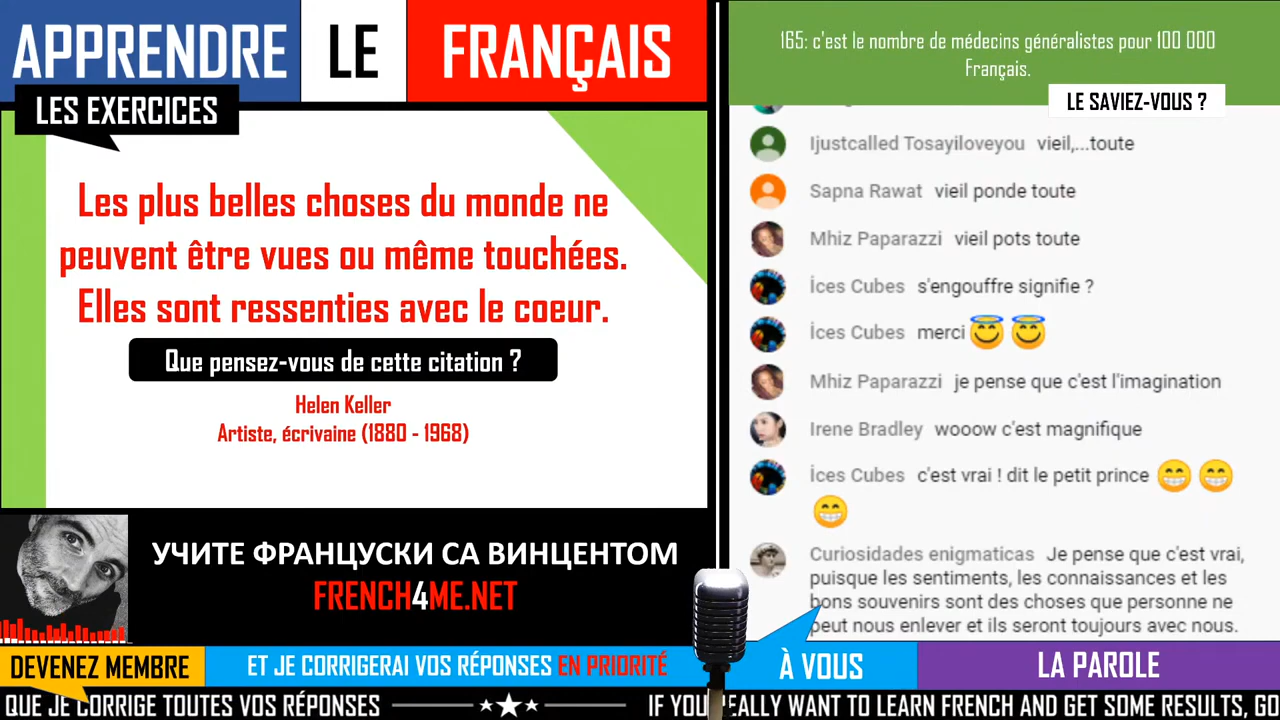 APPRENDRE LE FRANÇAIS
LES EXERCICES
Les plus belles choses du monde ne
peuvent être vues ou même touchées.
Elles sont ressenties avec le coeur.
Que pensez-vous de cette citation ?
Helen Keller
Artiste, écrivaine (1880 - 1968)
УЧИТЕ ФРАНЦУСКИ СА ВИНЦЕНТОМ
FRENCH4ME.NET
165: c'est le nombre de médecins généralistes pour 100 000
Français.
LE SAVIEZ-VOUS ?
Ijustcalled Tosayiloveyou vieil,...toute
Sapna Rawat vieil ponde toute
Mhiz Paparazzi vieil pots toute
İces Cubes s'engouffre signifie ?
İces Cubes merci
Mhiz Paparazzi je pense que c'est l'imagination
Irene Bradley wooow c'est magnifique
İces Cubes c'est vrai ! dit le petit prince
Curiosidades enigmaticas Je pense que c'est vrai,
puisque les sentiments, les connaissances et les
bons souvenirs sont des choses que personne ne
peut nous enlever et ils seront toujours avec nous.
DEVENEZ MEMBRE
ET JE CORRIGERAI VOS RÉPONSES EN PRIORITÉ
À VOUS
LA PAROLE
QUE JE CORRIGE TOUTES VOS RÉPONSES
IF YOU REALLY WANT TO LEARN FRENCH AND GET SOME RESULTS, GO